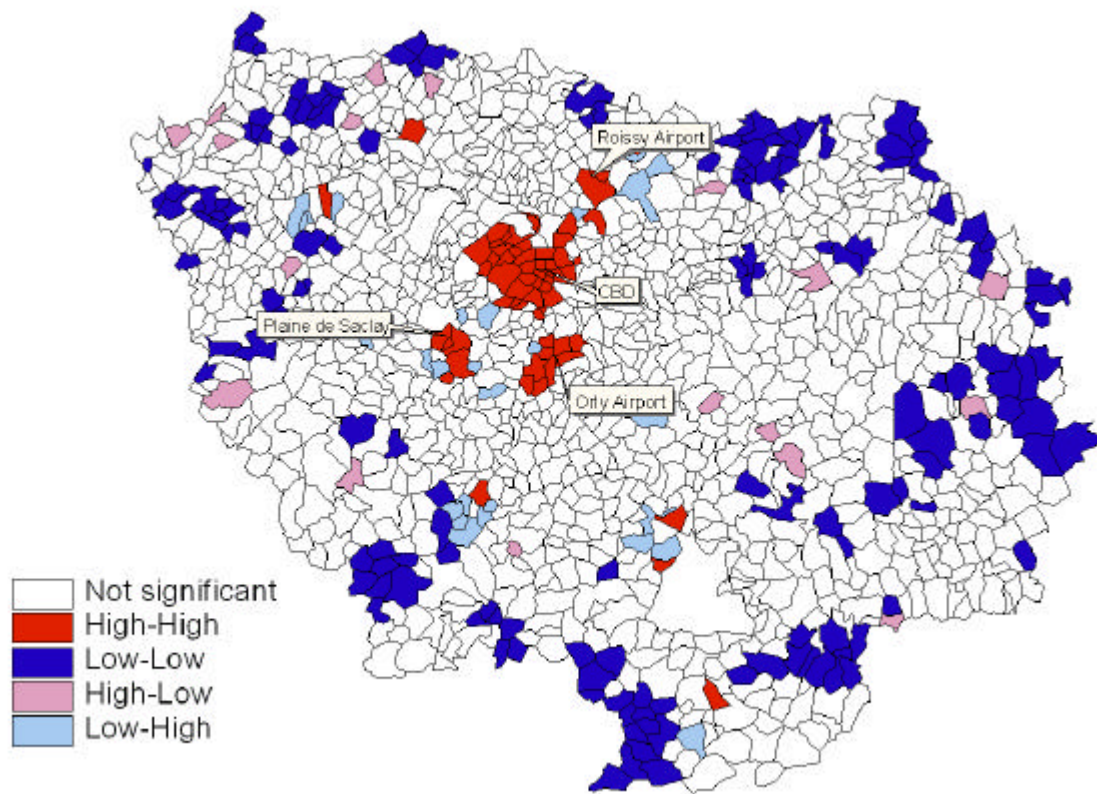 Roissy Airport
CBD
Plaine de Saclay
Orly Airport
Not significant
High-High
Low-Low
High-Low
Low-High